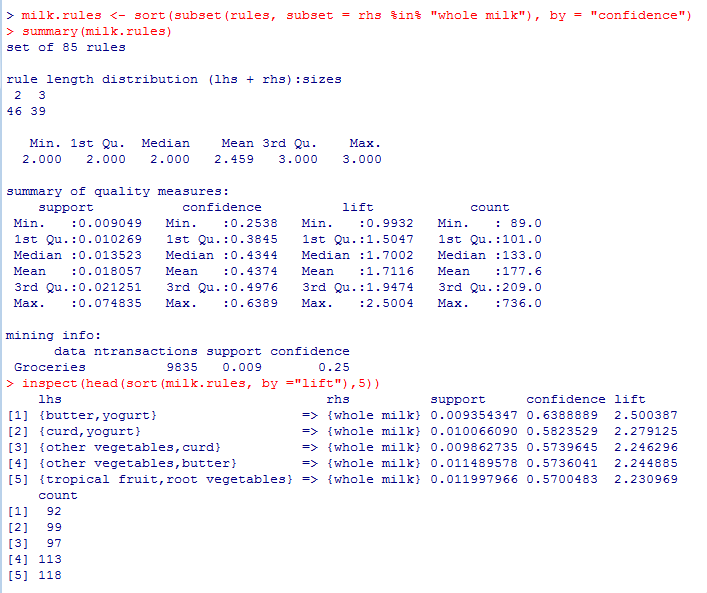 > milk.rules <- sort(subset(rules, subset = rhs %in% "whole milk"), by = "confidence")
> summary(milk.rules)
set of 85 rules
rule length distribution (lhs + rhs):sizes
 2  3
46 39
   Min. 1st Qu.  Median    Mean 3rd Qu.    Max.
  2.000   2.000   2.000   2.459   3.000   3.000
summary of quality measures:
    support           confidence          lift            count
 Min.   :0.009049   Min.   :0.2538   Min.   :0.9932   Min.   : 89.0
 1st Qu.:0.010269   1st Qu.:0.3845   1st Qu.:1.5047   1st Qu.:101.0
 Median :0.013523   Median :0.4344   Median :1.7002   Median :133.0
 Mean   :0.018057   Mean   :0.4374   Mean   :1.7116   Mean   :177.6
 3rd Qu.:0.021251   3rd Qu.:0.4976   3rd Qu.:1.9474   3rd Qu.:209.0
 Max.   :0.074835   Max.   :0.6389   Max.   :2.5004   Max.   :736.0
mining info:
      data ntransactions support confidence
 Groceries          9835   0.009       0.25
> inspect(head(sort(milk.rules, by ="lift"),5))
    lhs                                rhs          support     confidence lift
[1] {butter,yogurt}                 => {whole milk} 0.009354347 0.6388889  2.500387
[2] {curd,yogurt}                   => {whole milk} 0.010066090 0.5823529  2.279125
[3] {other vegetables,curd}         => {whole milk} 0.009862735 0.5739645  2.246296
[4] {other vegetables,butter}       => {whole milk} 0.011489578 0.5736041  2.244885
[5] {tropical fruit,root vegetables} => {whole milk} 0.011997966 0.5700483  2.230969
    count
[1]  92
[2]  99
[3]  97
[4] 113
[5] 118